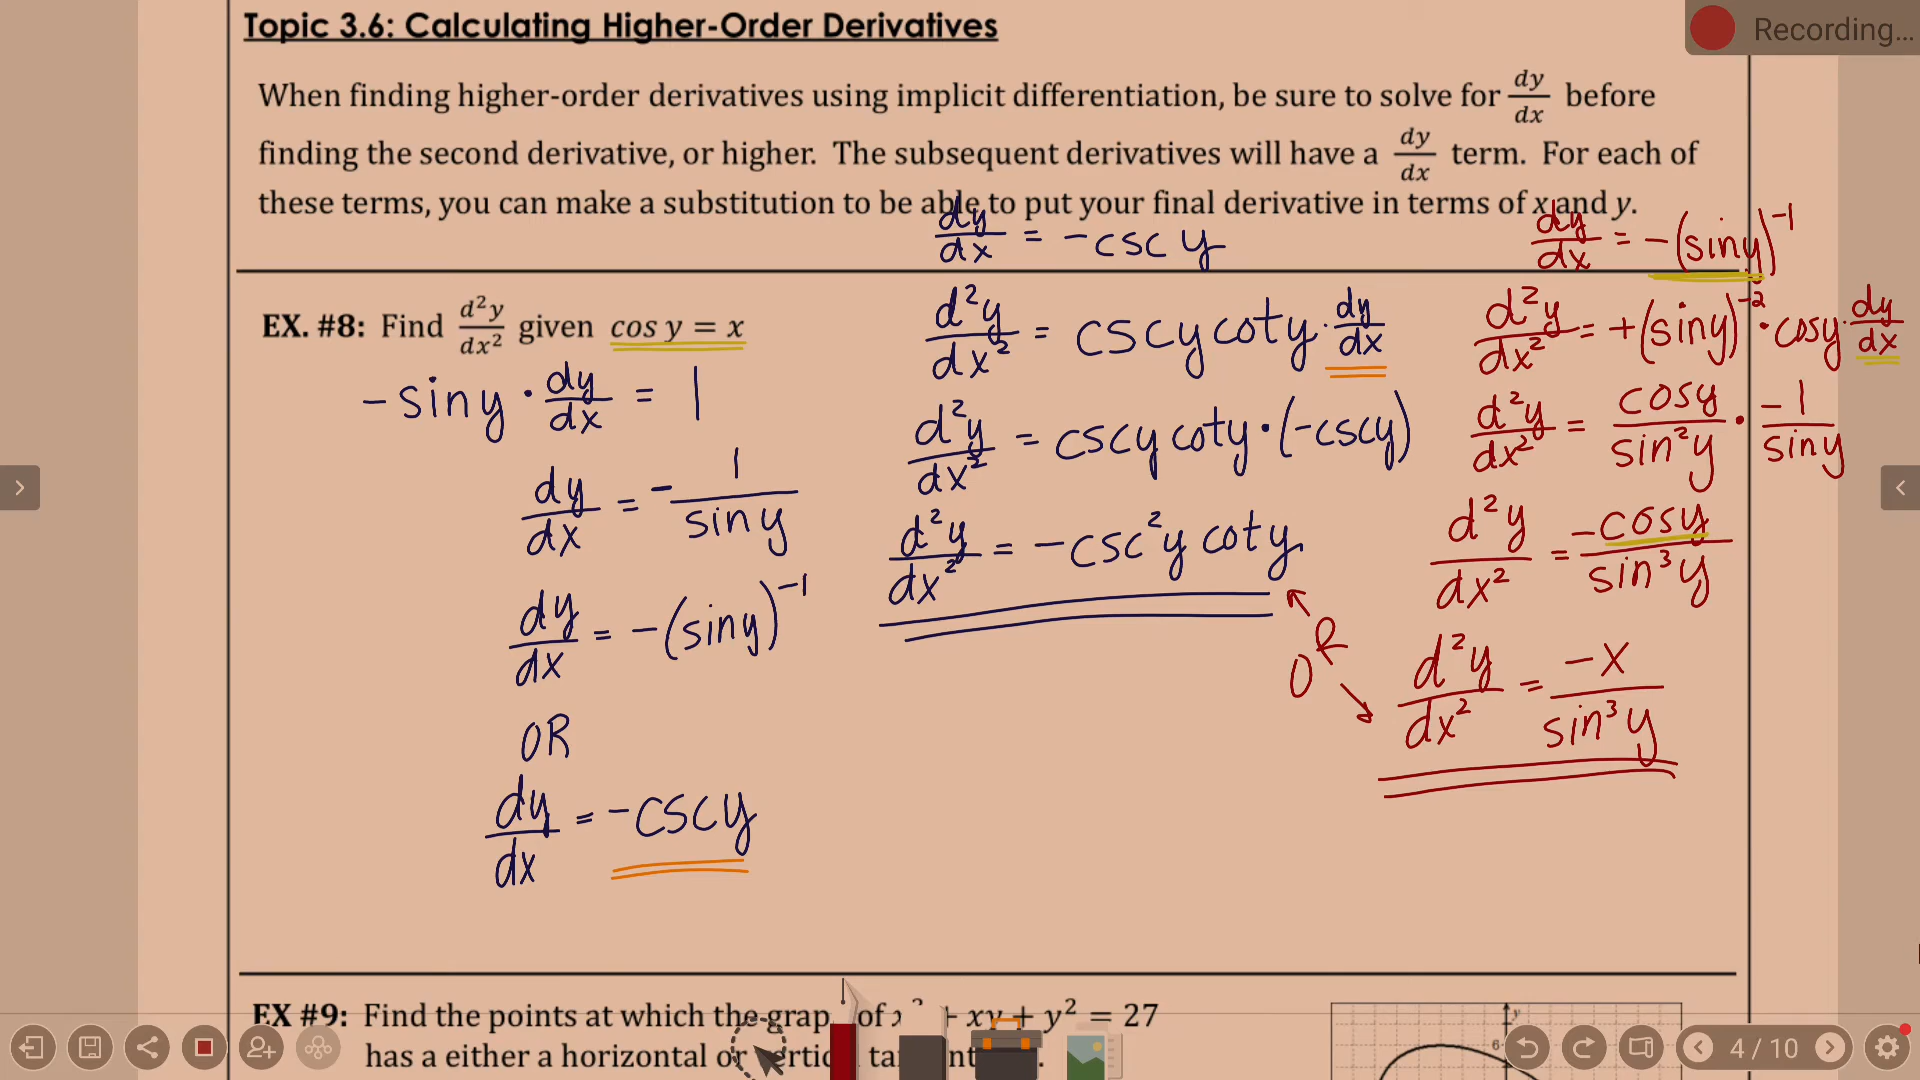 Topic 3.6: Calculating Higher-Order Derivatives
Recording...
When finding higher-order derivatives using implicit differentiation, be sure to solve for dy/dx before
finding the second derivative, or higher. The subsequent derivatives will have a dy/dx term. For each of
these terms, you can make a substitution to be able to put your final derivative in terms of x and y.
EX. #8: Find d²y/dx² given cos y = x
-sin y · dy/dx = 1
dy/dx = - 1/sin y
dy/dx = -(sin y)⁻¹
OR
dy/dx = -csc y
dy/dx = -csc y
d²y/dx² = csc y cot y · dy/dx
d²y/dx² = csc y cot y · (-csc y)
d²y/dx² = -csc²y cot y
OR
dy/dx = -(sin y)⁻¹
d²y/dx² = +(sin y)⁻² · cos y · dy/dx
d²y/dx² = cos y/sin²y · -1/sin y
d²y/dx² = -cos y/sin³y
d²y/dx² = -x/sin³y
EX #9: Find the points at which the grap of + xy + y² = 27
has a either a horizontal or
y
6
4 / 10